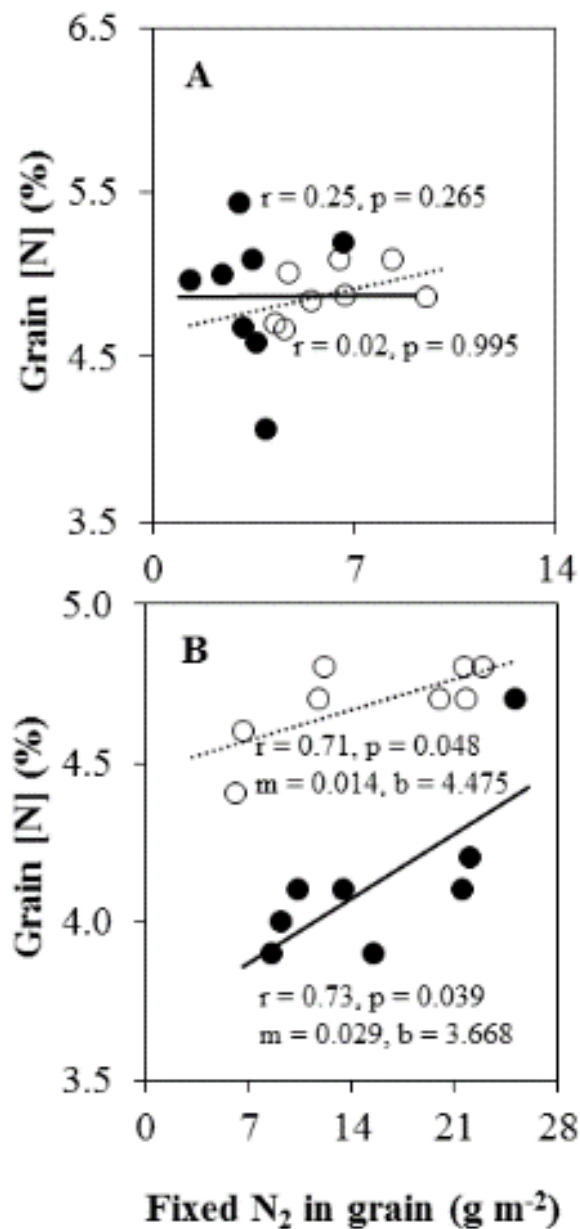 6.5
A
r = 0.25, p = 0.265
5.5
Grain [N] (%)
4.5
r = 0.02, p = 0.995
3.5
0 7 14
5.0
B
r = 0.71, p = 0.048
m = 0.014, b = 4.475
4.5
Grain [N] (%)
4.0
r = 0.73, p = 0.039
m = 0.029, b = 3.668
3.5
0 7 14 21 28
Fixed N₂ in grain (g m⁻²)